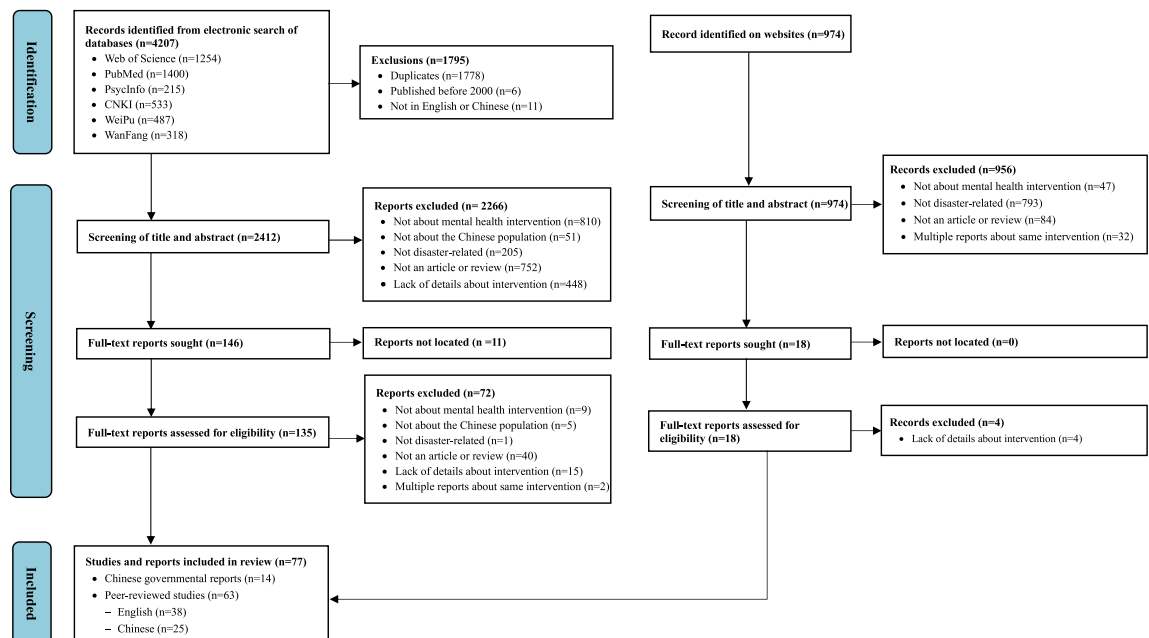 Identification
Records identified from electronic search of
databases (n=4207)
• Web of Science (n=1254)
• PubMed (n=1400)
• PsycInfo (n=215)
• CNKI (n=533)
• WeiPu (n=487)
• WanFang (n=318)
Exclusions (n=1795)
• Duplicates (n=1778)
• Published before 2000 (n=6)
• Not in English or Chinese (n=11)
Record identified on websites (n=974)
Screening
Screening of title and abstract (n=2412)
Reports excluded (n= 2266)
• Not about mental health intervention (n=810)
• Not about the Chinese population (n=51)
• Not disaster-related (n=205)
• Not an article or review (n=752)
• Lack of details about intervention (n=448)
Screening of title and abstract (n=974)
Records excluded (n=956)
• Not about mental health intervention (n=47)
• Not disaster-related (n=793)
• Not an article or review (n=84)
• Multiple reports about same intervention (n=32)
Full-text reports sought (n=146)
Reports not located (n =11)
Full-text reports sought (n=18)
Reports not located (n=0)
Full-text reports assessed for eligibility (n=135)
Reports excluded (n=72)
• Not about mental health intervention (n=9)
• Not about the Chinese population (n=5)
• Not disaster-related (n=1)
• Not an article or review (n=40)
• Lack of details about intervention (n=15)
• Multiple reports about same intervention (n=2)
Full-text reports assessed for
eligibility (n=18)
Records excluded (n=4)
• Lack of details about intervention (n=4)
Included
Studies and reports included in review (n=77)
• Chinese governmental reports (n=14)
• Peer-reviewed studies (n=63)
– English (n=38)
– Chinese (n=25)